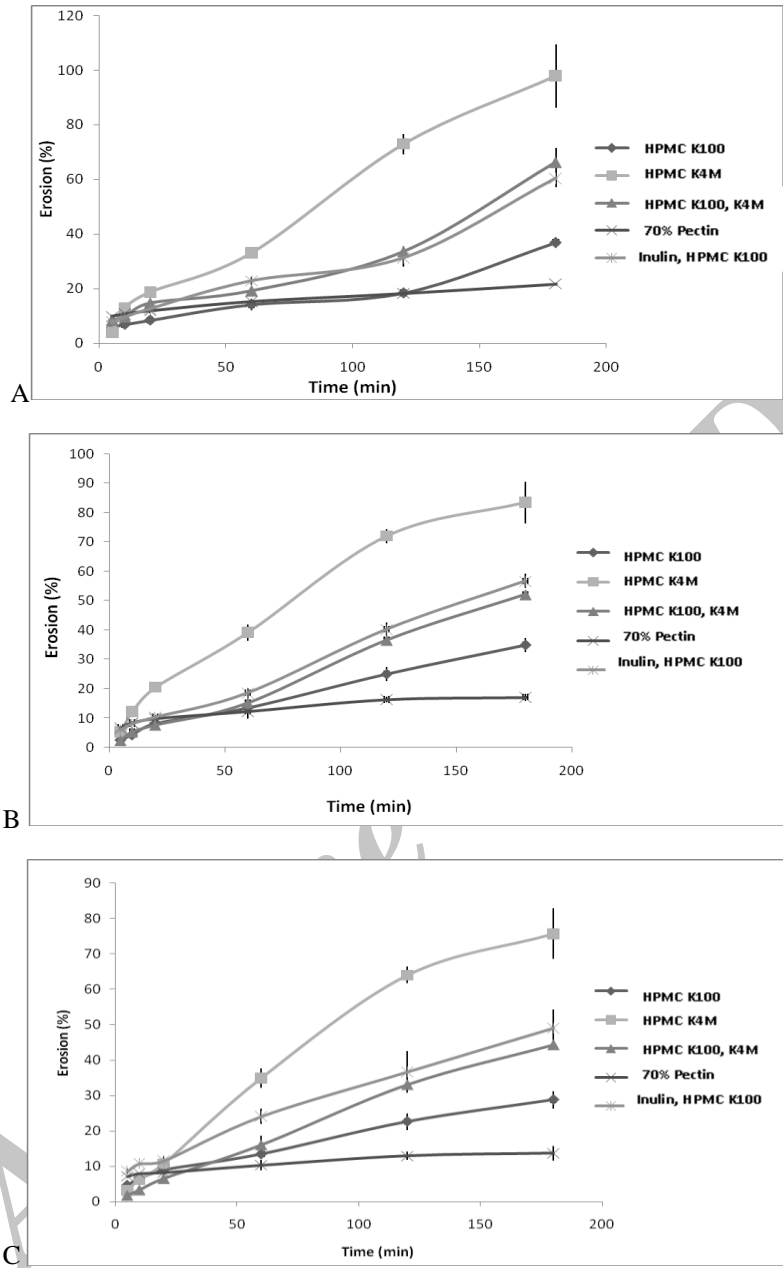 120
100
80
60
40
20
0
Erosion (%)
0 50 100 150 200
Time (min)
HPMC K100
HPMC K4M
HPMC K100, K4M
70% Pectin
Inulin, HPMC K100
A
100
90
80
70
60
50
40
30
20
10
0
Erosion (%)
0 50 100 150 200
Time (min)
HPMC K100
HPMC K4M
HPMC K100, K4M
70% Pectin
Inulin, HPMC K100
B
90
80
70
60
50
40
30
20
10
0
Erosion (%)
0 50 100 150 200
Time (min)
HPMC K100
HPMC K4M
HPMC K100, K4M
70% Pectin
Inulin, HPMC K100
C